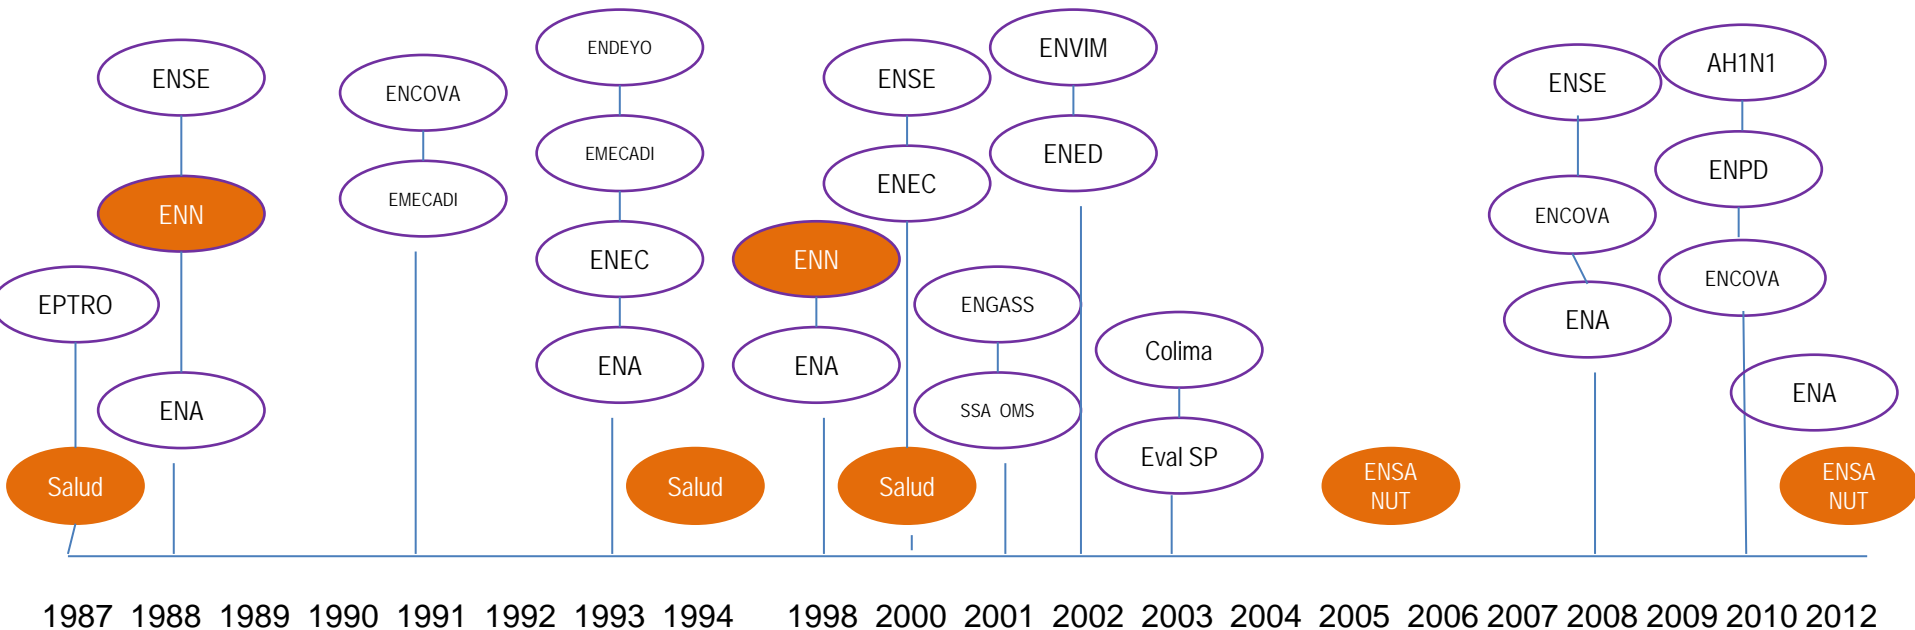 ENDEYO
ENVIM
AH1N1
ENSE
ENCOVA
ENSE
ENSE
EMECADI
ENED
ENPD
ENN
EMECADI
ENEC
ENCOVA
ENEC
ENN
ENCOVA
EPTRO
ENGASS
ENA
ENA
ENA
Colima
ENA
ENA
SSA OMS
Eval SP
Salud
Salud
Salud
ENSA
NUT
ENSA
NUT
1987 1988 1989 1990 1991 1992 1993 1994 1998 2000 2001 2002 2003 2004 2005 2006 2007 2008 2009 2010 2012